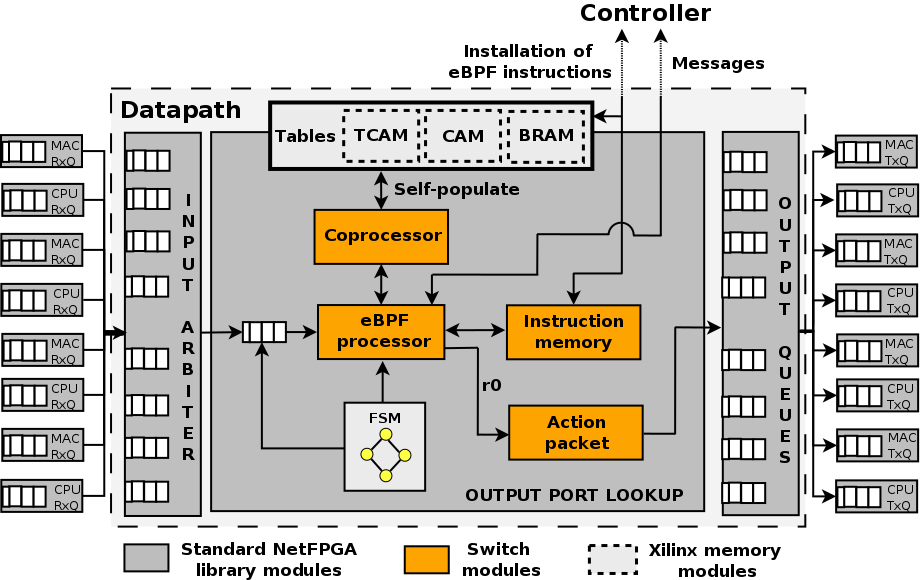 Controller
Installation of
eBPF instructions
Messages
Datapath
Tables
TCAM
CAM
BRAM
Self-populate
Coprocessor
eBPF
processor
Instruction
memory
r0
Action
packet
FSM
OUTPUT PORT LOOKUP
INPUT ARBITER
OUTPUT QUEUES
MAC
RxQ
CPU
RxQ
MAC
RxQ
CPU
RxQ
MAC
RxQ
CPU
RxQ
MAC
RxQ
CPU
RxQ
MAC
TxQ
CPU
TxQ
MAC
TxQ
CPU
TxQ
MAC
TxQ
CPU
TxQ
MAC
TxQ
CPU
TxQ
Standard NetFPGA
library modules
Switch
modules
Xilinx memory
modules